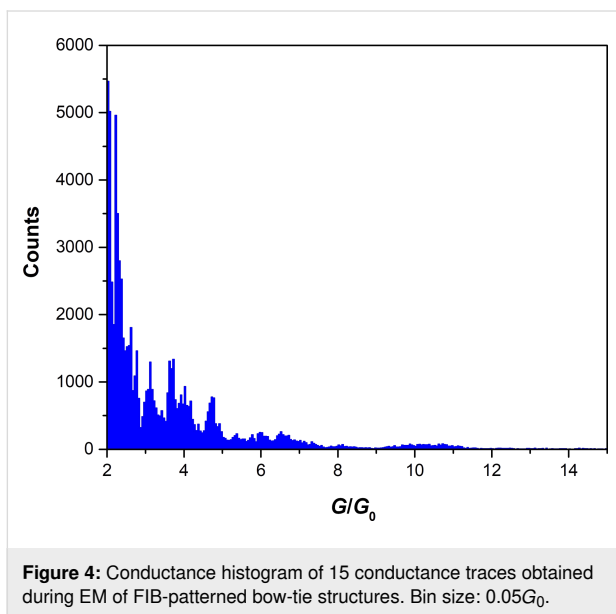 6000
5000
4000
3000
2000
1000
0
Counts
2 4 6 8 10 12 14
G/G0
Figure 4: Conductance histogram of 15 conductance traces obtained
during EM of FIB-patterned bow-tie structures. Bin size: 0.05G0.